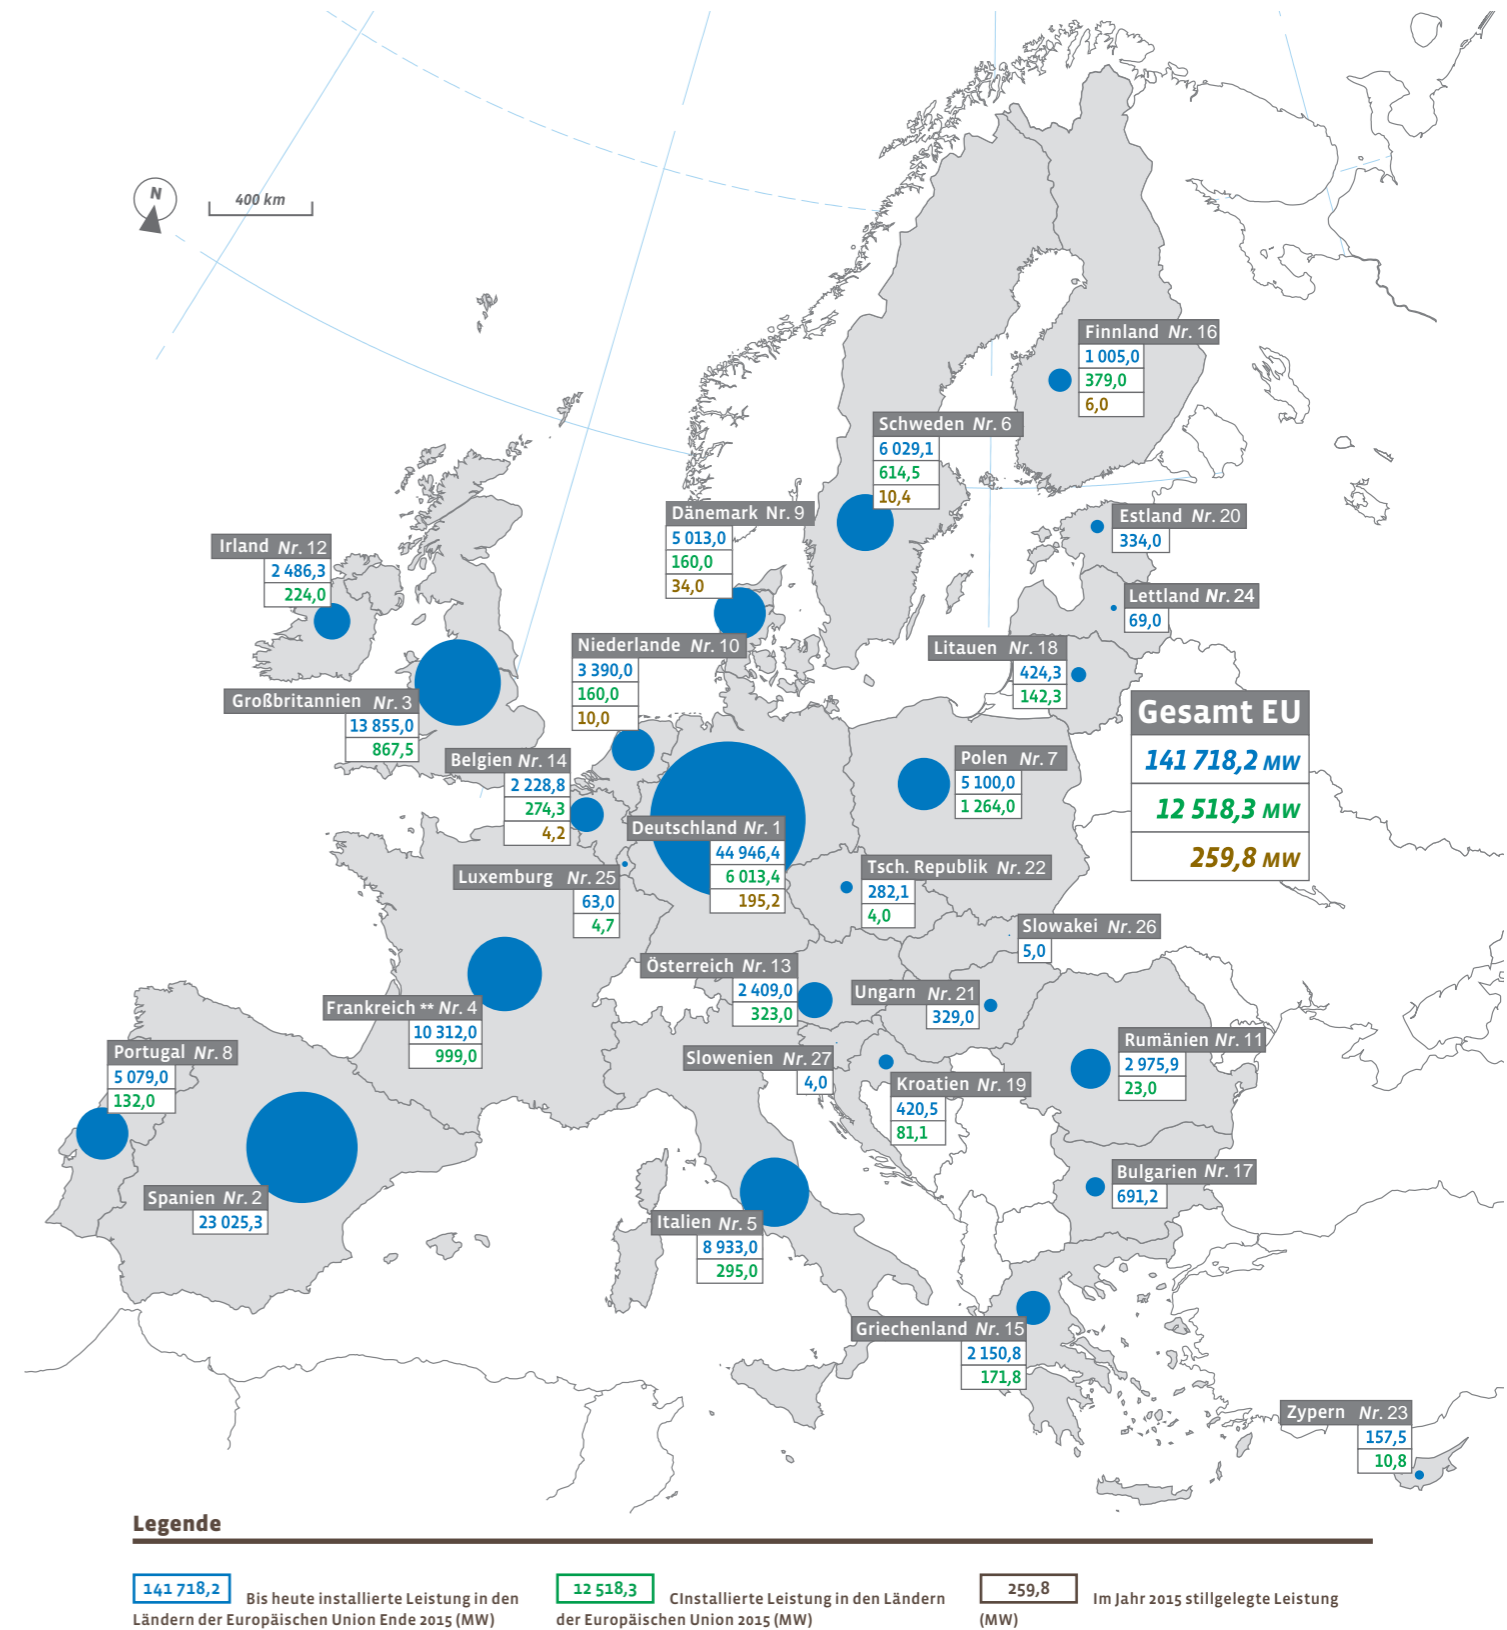 N
400 km
Finnland Nr. 16
1 005,0
379,0
6,0
Schweden Nr. 6
6 029,1
614,5
10,4
Dänemark Nr. 9
5 013,0
160,0
34,0
Estland Nr. 20
334,0
Irland Nr. 12
2 486,3
224,0
Lettland Nr. 24
69,0
Niederlande Nr. 10
3 390,0
160,0
10,0
Litauen Nr. 18
424,3
142,3
Großbritannien Nr. 3
13 855,0
867,5
Gesamt EU
141 718,2 MW
12 518,3 MW
259,8 MW
Belgien Nr. 14
2 228,8
274,3
4,2
Polen Nr. 7
5 100,0
1 264,0
Deutschland Nr. 1
44 946,4
6 013,4
195,2
Luxemburg Nr. 25
63,0
4,7
Tsch. Republik Nr. 22
282,1
4,0
Slowakei Nr. 26
5,0
Österreich Nr. 13
2 409,0
323,0
Ungarn Nr. 21
329,0
Frankreich ** Nr. 4
10 312,0
999,0
Portugal Nr. 8
5 079,0
132,0
Slowenien Nr. 27
4,0
Rumänien Nr. 11
2 975,9
23,0
Kroatien Nr. 19
420,5
81,1
Spanien Nr. 2
23 025,3
Bulgarien Nr. 17
691,2
Italien Nr. 5
8 933,0
295,0
Griechenland Nr. 15
2 150,8
171,8
Zypern Nr. 23
157,5
10,8
Legende
141 718,2 Bis heute installierte Leistung in den
Ländern der Europäischen Union Ende 2015 (MW)
12 518,3 CInstallierte Leistung in den Ländern
der Europäischen Union 2015 (MW)
259,8 Im Jahr 2015 stillgelegte Leistung
(MW)